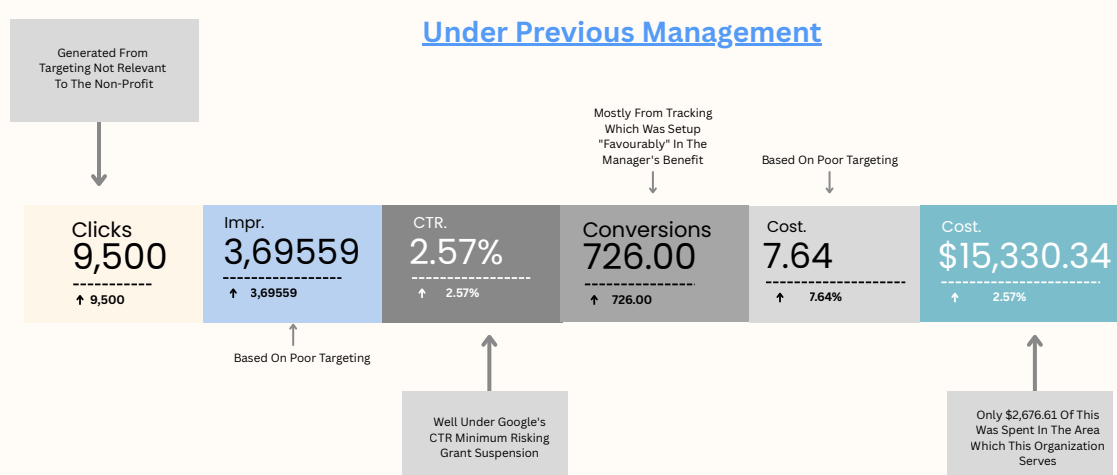 Under Previous Management
Generated From
Targeting Not Relevant
To The Non-Profit
Mostly From Tracking
Which Was Setup
"Favourably" In The
Manager's Benefit
Based On Poor Targeting
Clicks
9,500
9,500
Impr.
3,69559
3,69559
CTR.
2.57%
2.57%
Conversions
726.00
726.00
Cost.
7.64
7.64%
Cost.
$15,330.34
2.57%
Based On Poor Targeting
Well Under Google's
CTR Minimum Risking
Grant Suspension
Only $2,676.61 Of This
Was Spent In The Area
Which This Organization
Serves